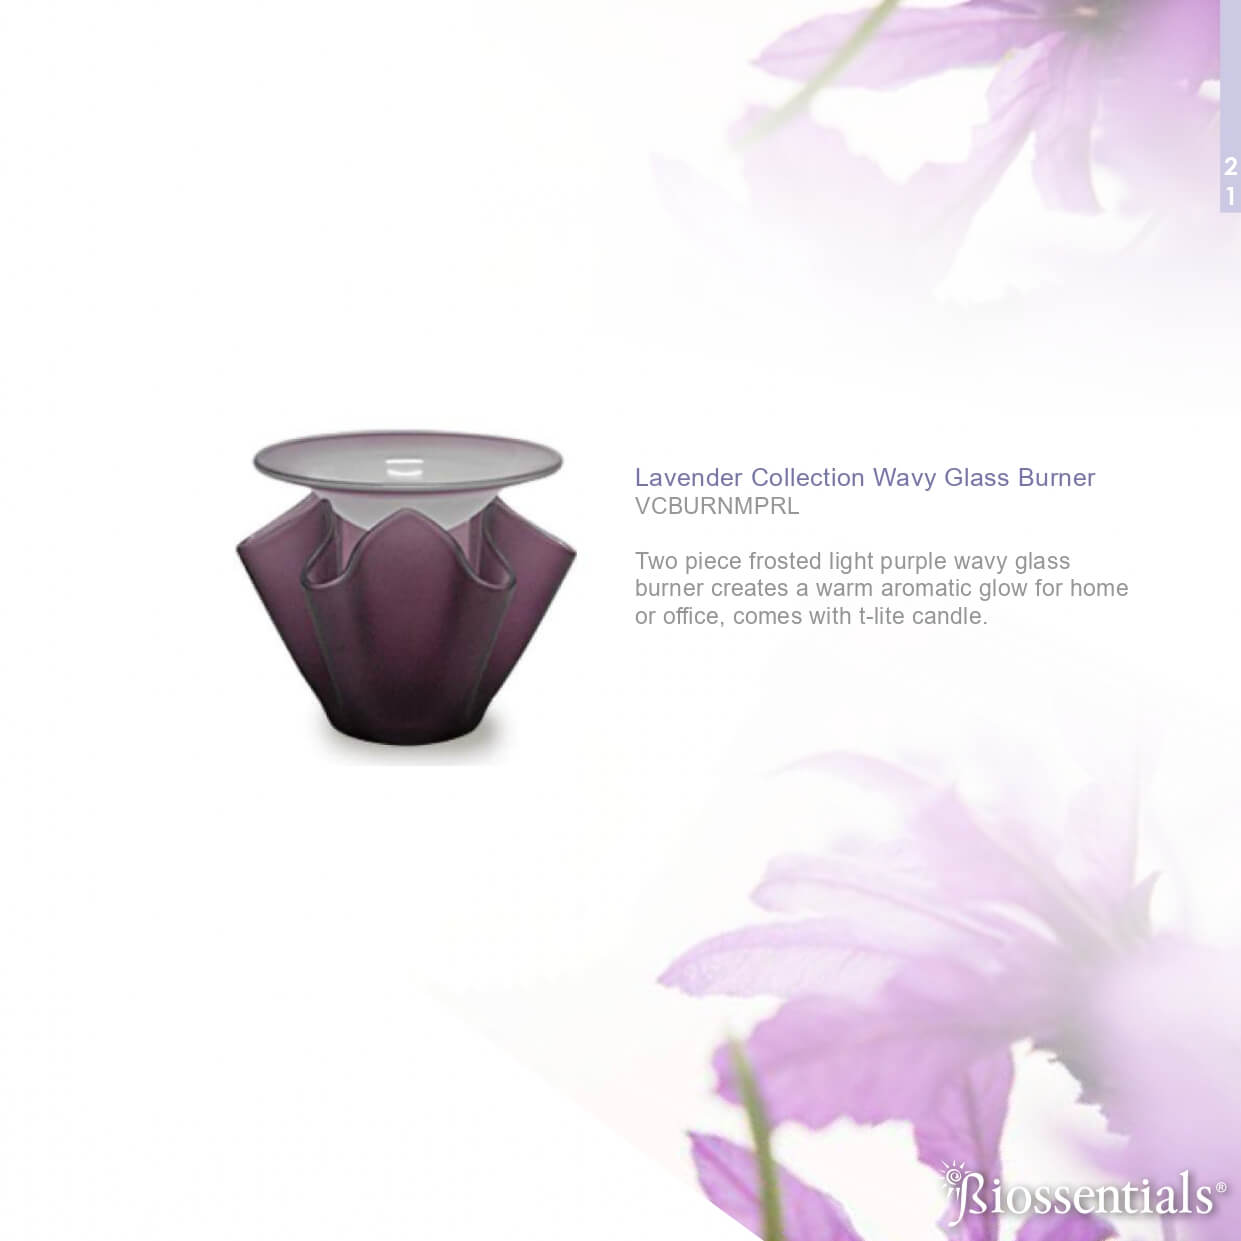 2
1
Lavender Collection Wavy Glass Burner
VCBURNMPRL
Two piece frosted light purple wavy glass
burner creates a warm aromatic glow for home
or office, comes with t-lite candle.
Biossentials®